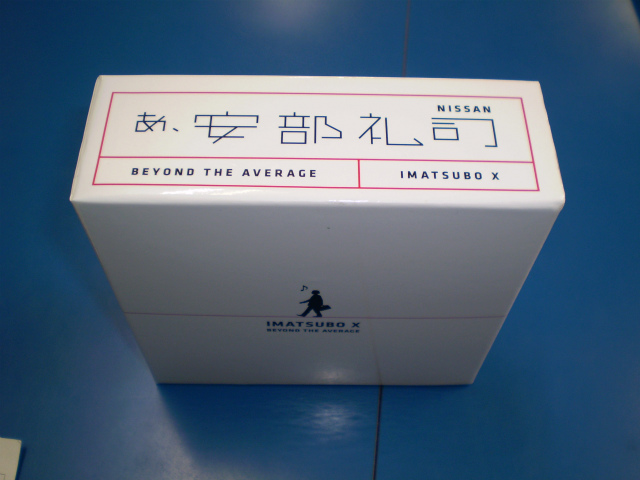 NISSAN
あ、安部礼司
BEYOND THE AVERAGE
IMATSUBO X
IMATSUBO X
BEYOND THE AVERAGE